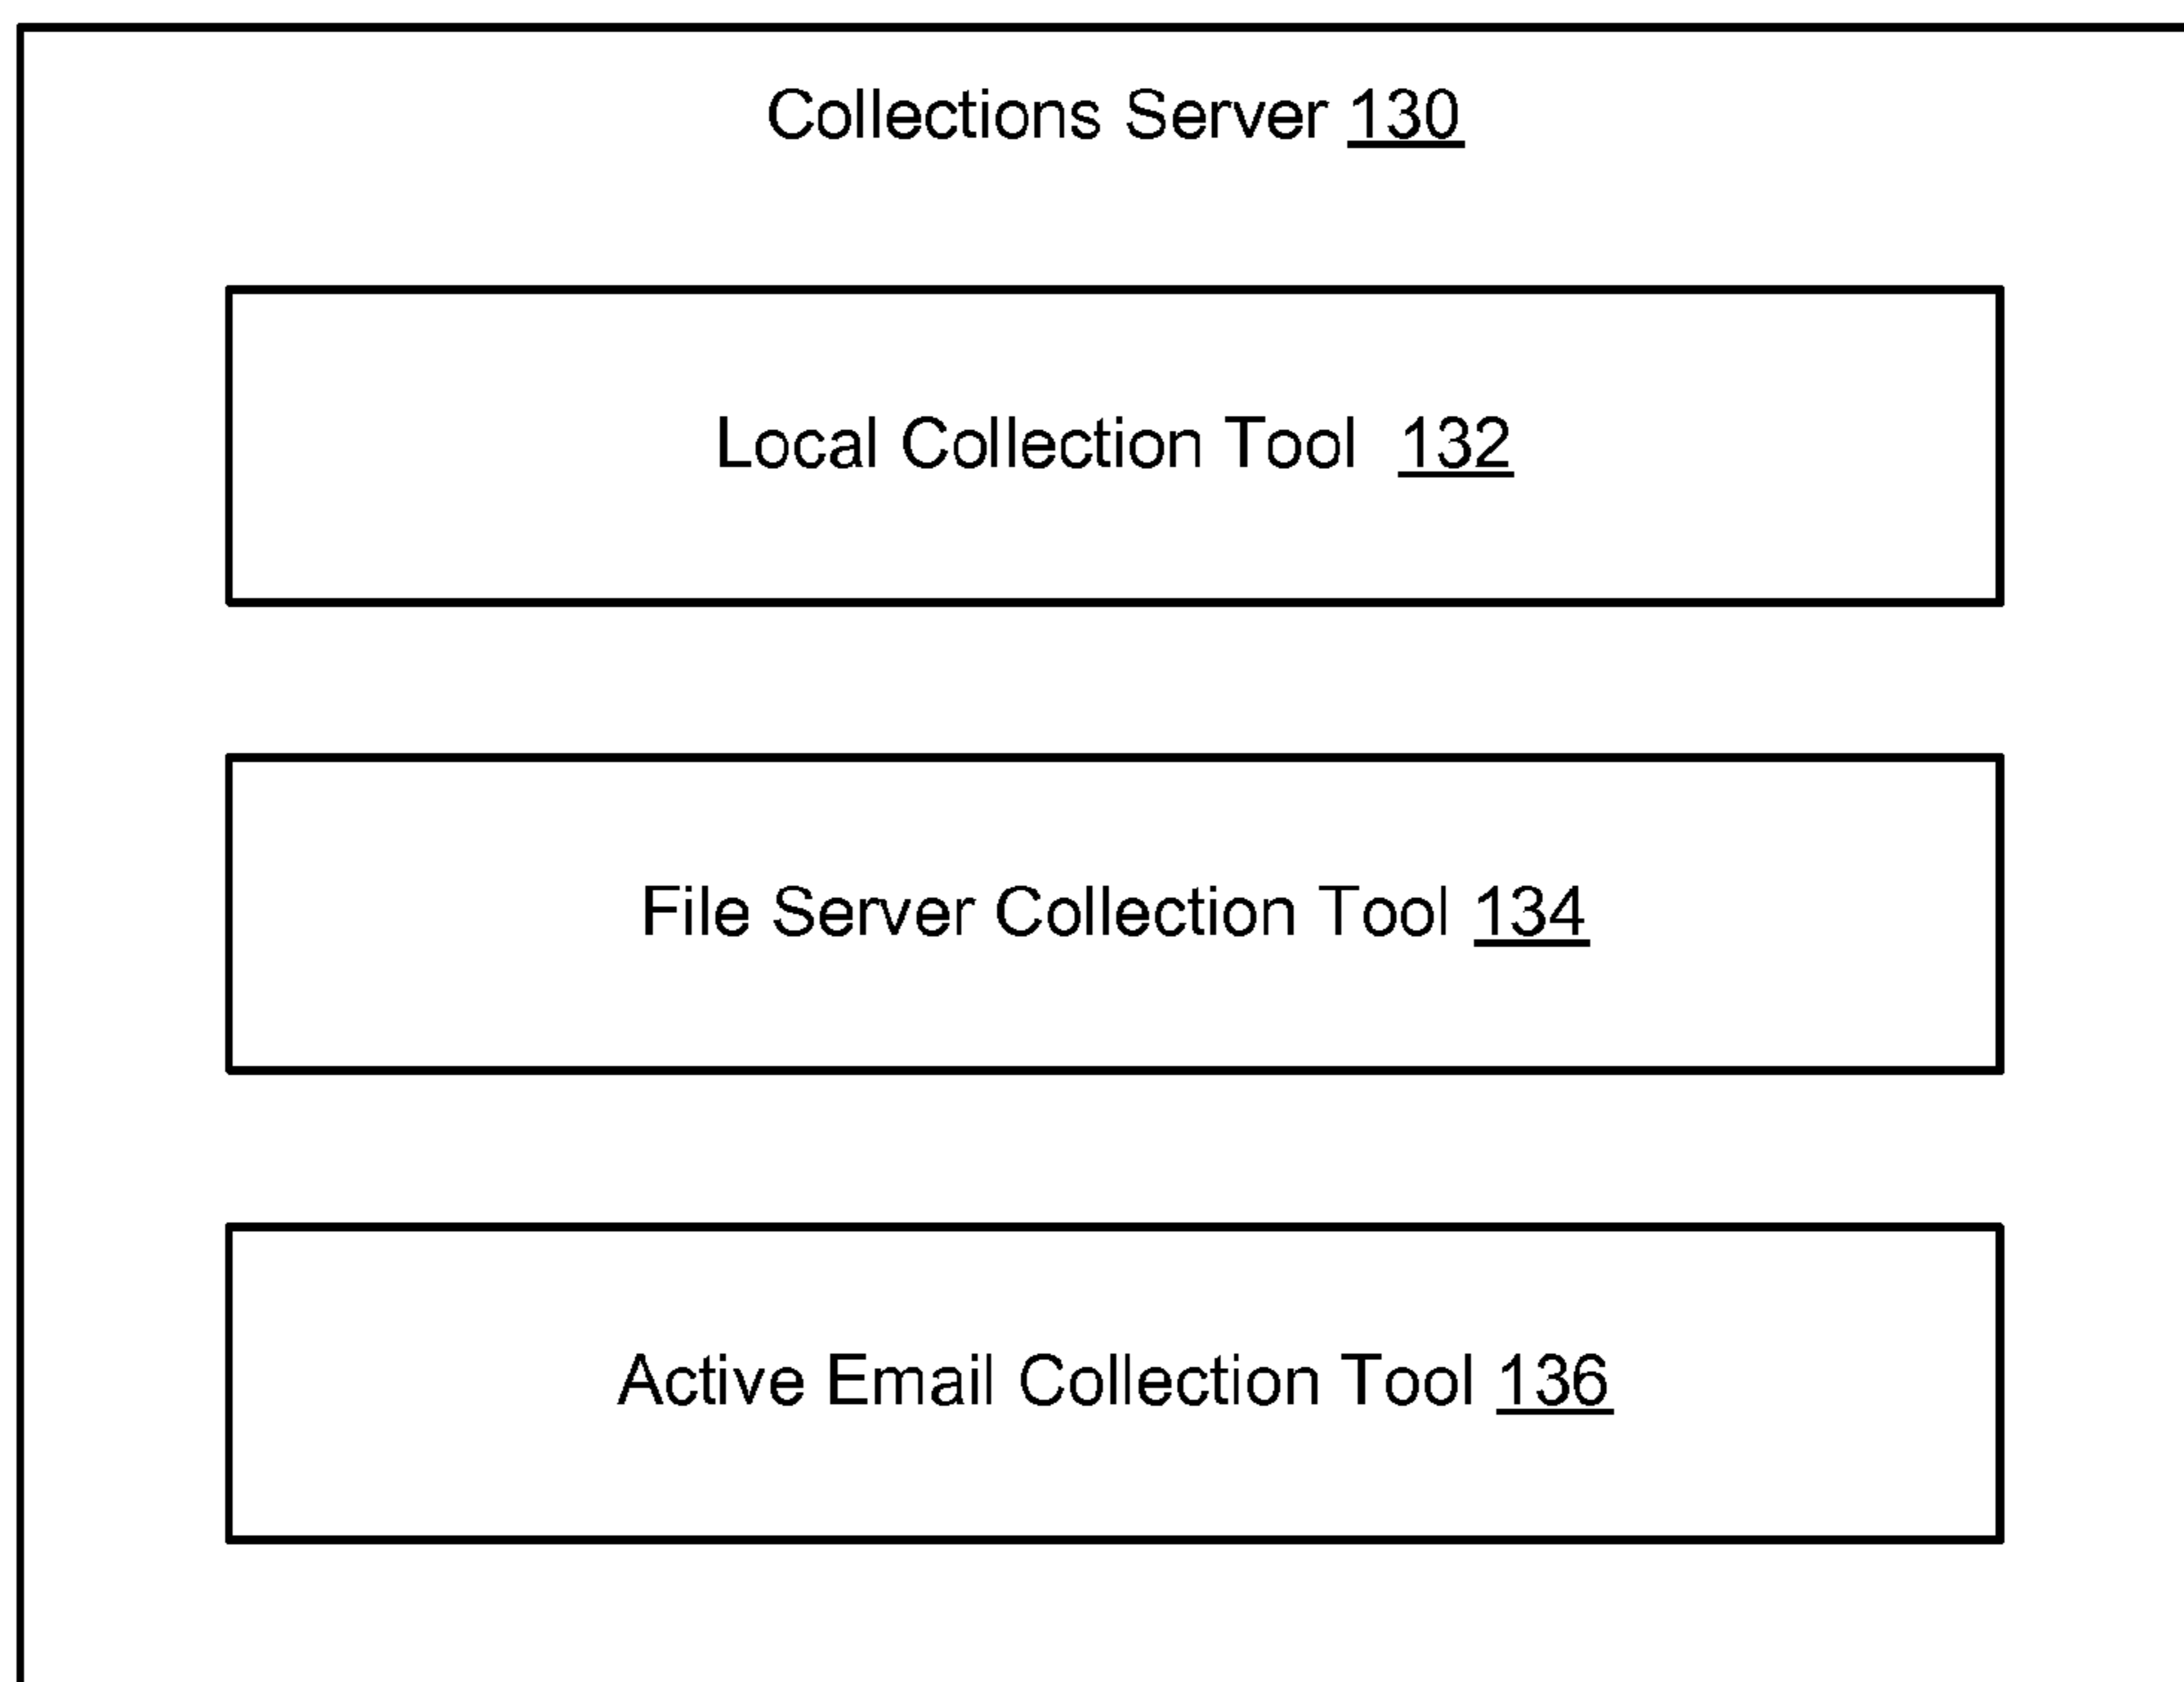 Collections Server 130
Local Collection Tool 132
File Server Collection Tool 134
Active Email Collection Tool 136